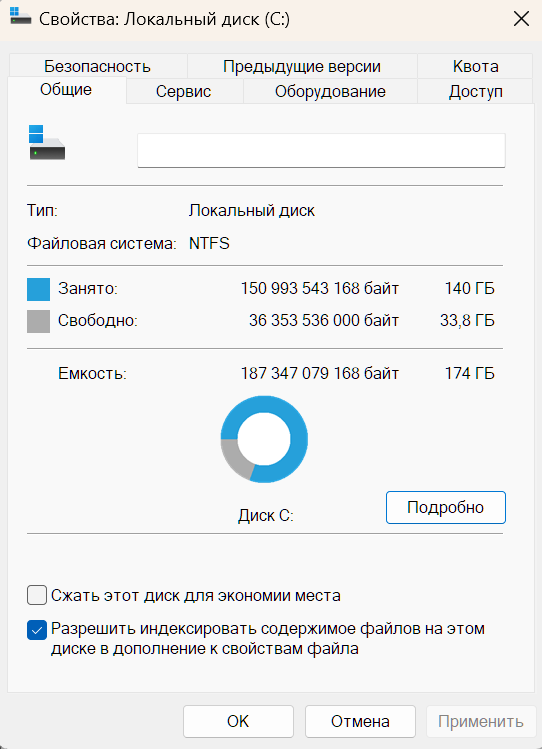 Свойства: Локальный диск (C:)
Безопасность Предыдущие версии Квота
Общие Сервис Оборудование Доступ
Тип: Локальный диск
Файловая система: NTFS
Занято: 150 993 543 168 байт 140 ГБ
Свободно: 36 353 536 000 байт 33,8 ГБ
Емкость: 187 347 079 168 байт 174 ГБ
Диск C:
Подробно
Сжать этот диск для экономии места
Разрешить индексировать содержимое файлов на этом
диске в дополнение к свойствам файла
OK Отмена Применить